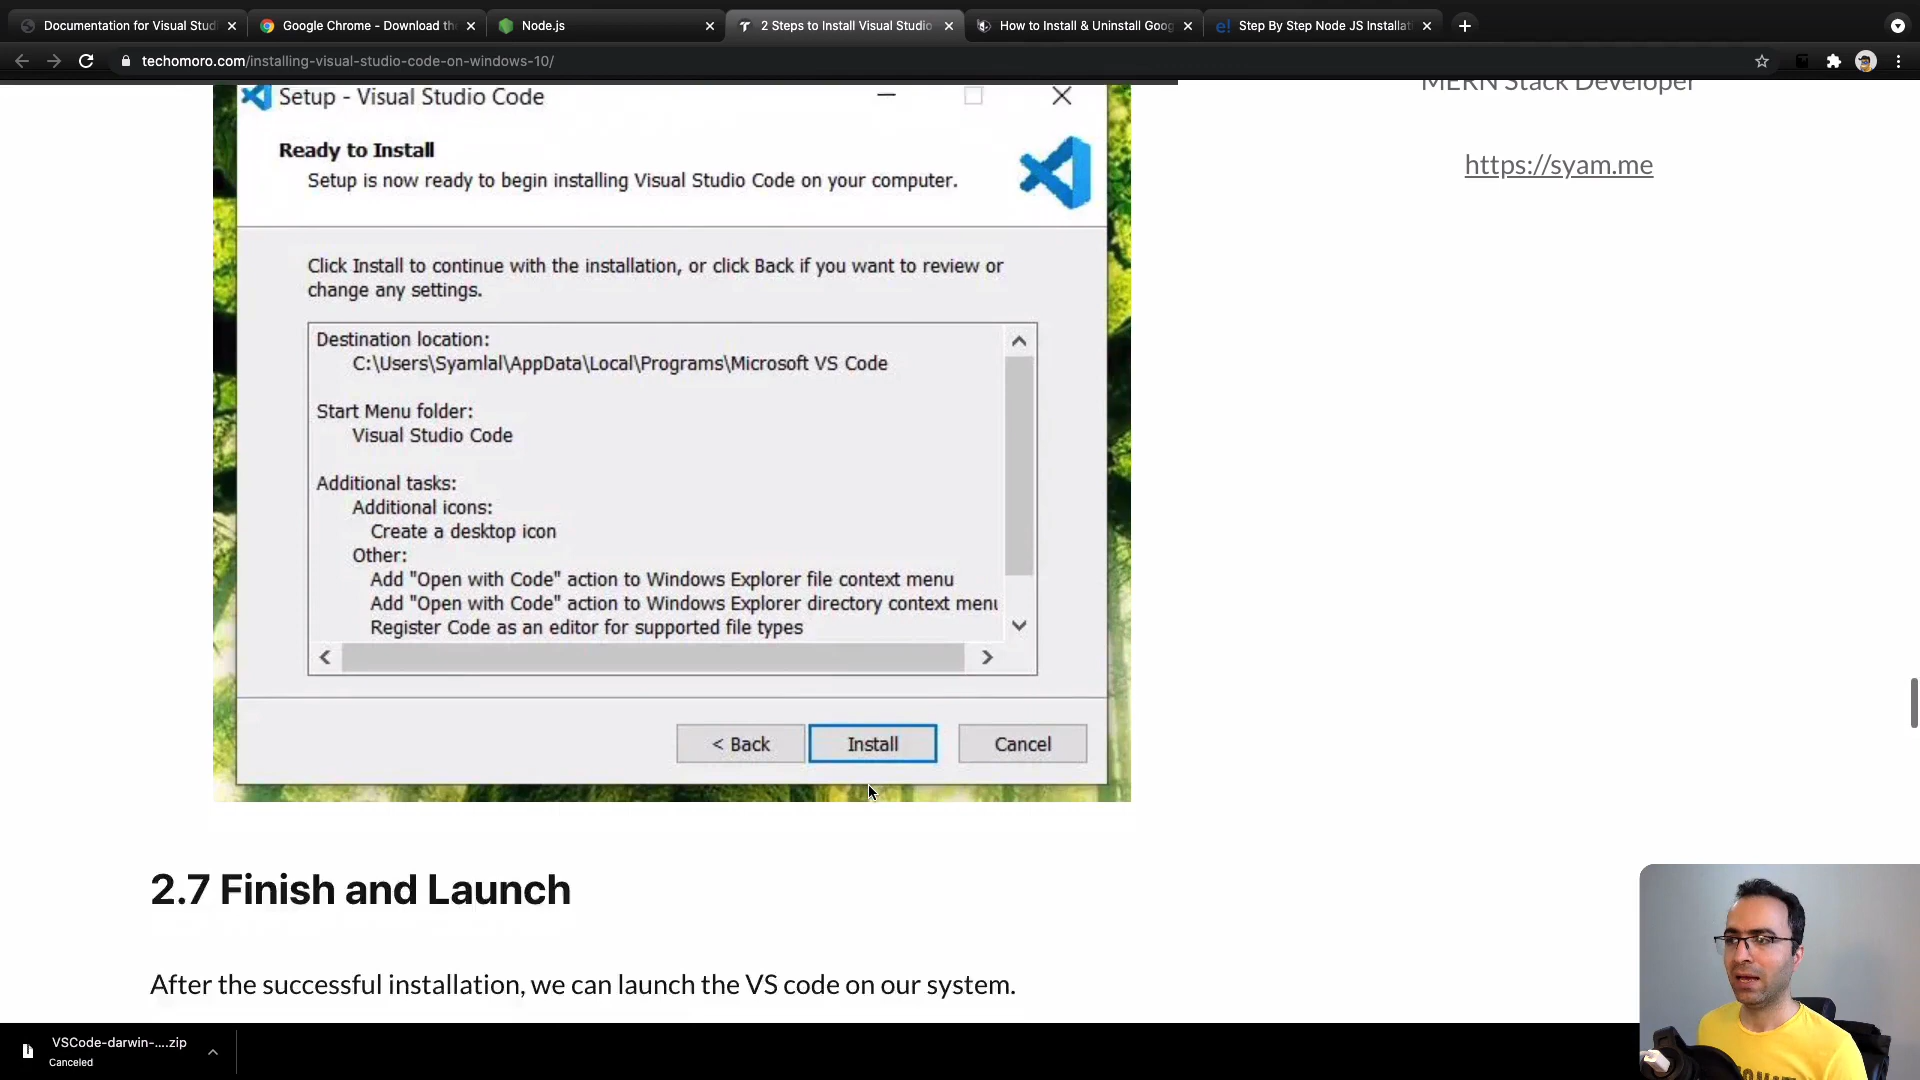 Documentation for Visual Stud
Google Chrome - Download th
Node.js
2 Steps to Install Visual Studio
How to Install & Uninstall Goog
Step By Step Node JS Installat
techomoro.com/installing-visual-studio-code-on-windows-10/
MERN Stack Developer
https://syam.me
Setup - Visual Studio Code
Ready to Install
Setup is now ready to begin installing Visual Studio Code on your computer.
Click Install to continue with the installation, or click Back if you want to review or
change any settings.
Destination location:
C:\Users\Syamlal\AppData\Local\Programs\Microsoft VS Code
Start Menu folder:
Visual Studio Code
Additional tasks:
Additional icons:
Create a desktop icon
Other:
Add "Open with Code" action to Windows Explorer file context menu
Add "Open with Code" action to Windows Explorer directory context menu
Register Code as an editor for supported file types
< Back
Install
Cancel
2.7 Finish and Launch
After the successful installation, we can launch the VS code on our system.
VSCode-darwin-....zip
Canceled